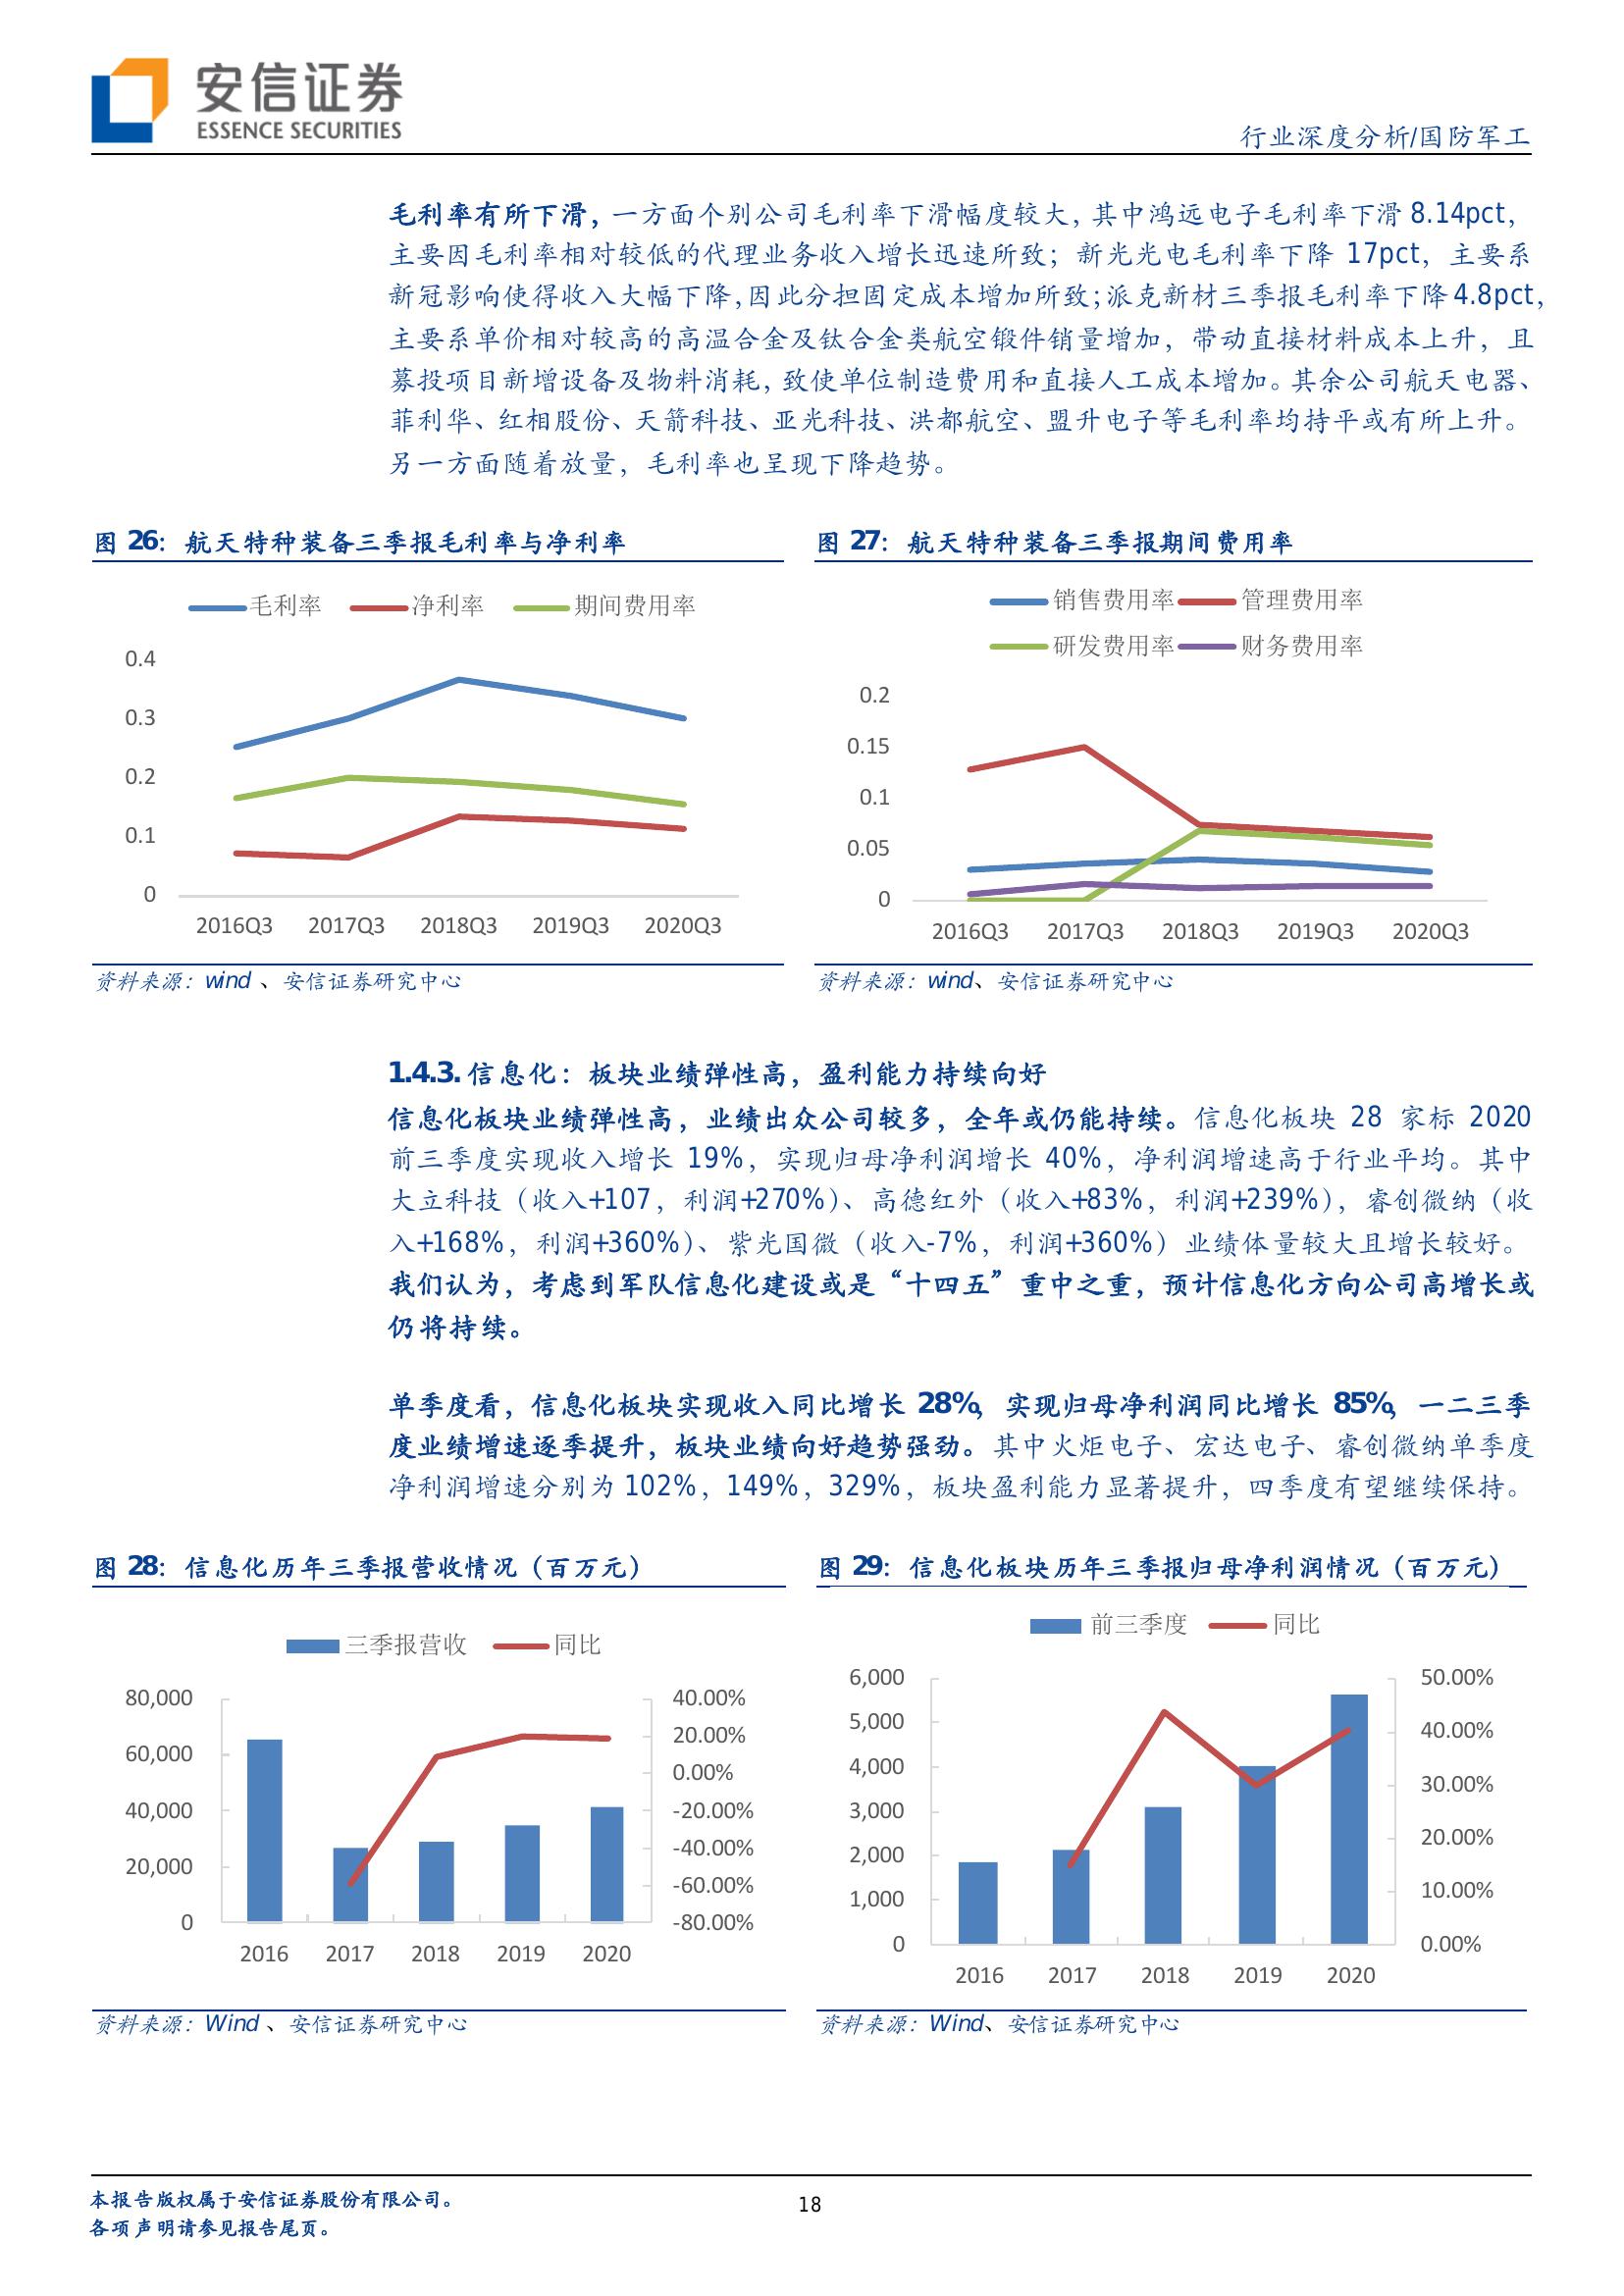 安信证券
ESSENCE SECURITIES
行业深度分析/国防军工
毛利率有所下滑，一方面个别公司毛利率下滑幅度较大，其中鸿远电子毛利率下滑 8.14pct，
主要因毛利率相对较低的代理业务收入增长迅速所致；新光光电毛利率下降 17pct，主要系
新冠影响使得收入大幅下降，因此分担固定成本增加所致；派克新材三季报毛利率下降 4.8pct，
主要系单价相对较高的高温合金及钛合金类航空锻件销量增加，带动直接材料成本上升，且
募投项目新增设备及物料消耗，致使单位制造费用和直接人工成本增加。其余公司航天电器、
菲利华、红相股份、天箭科技、亚光科技、洪都航空、盟升电子等毛利率均持平或有所上升。
另一方面随着放量，毛利率也呈现下降趋势。
图 26：航天特种装备三季报毛利率与净利率
毛利率 净利率 期间费用率
0.4
0.3
0.2
0.1
0
2016Q3 2017Q3 2018Q3 2019Q3 2020Q3
资料来源：wind 、安信证券研究中心
图 27：航天特种装备三季报期间费用率
销售费用率 管理费用率
研发费用率 财务费用率
0.2
0.15
0.1
0.05
0
2016Q3 2017Q3 2018Q3 2019Q3 2020Q3
资料来源：wind、安信证券研究中心
1.4.3. 信息化：板块业绩弹性高，盈利能力持续向好
信息化板块业绩弹性高，业绩出众公司较多，全年或仍能持续。信息化板块 28 家标 2020
前三季度实现收入增长 19%，实现归母净利润增长 40%，净利润增速高于行业平均。其中
大立科技（收入+107，利润+270%）、高德红外（收入+83%，利润+239%），睿创微纳（收
入+168%，利润+360%）、紫光国微（收入-7%，利润+360%）业绩体量较大且增长较好。
我们认为，考虑到军队信息化建设或是“十四五”重中之重，预计信息化方向公司高增长或
仍将持续。
单季度看，信息化板块实现收入同比增长 28%，实现归母净利润同比增长 85%，一二三季
度业绩增速逐季提升，板块业绩向好趋势强劲。其中火炬电子、宏达电子、睿创微纳单季度
净利润增速分别为 102%，149%，329%，板块盈利能力显著提升，四季度有望继续保持。
图 28：信息化历年三季报营收情况（百万元）
三季报营收 同比
80,000
60,000
40,000
20,000
0
40.00%
20.00%
0.00%
-20.00%
-40.00%
-60.00%
-80.00%
2016 2017 2018 2019 2020
资料来源：Wind 、安信证券研究中心
图 29：信息化板块历年三季报归母净利润情况（百万元）
前三季度 同比
6,000
5,000
4,000
3,000
2,000
1,000
0
50.00%
40.00%
30.00%
20.00%
10.00%
0.00%
2016 2017 2018 2019 2020
资料来源：Wind、安信证券研究中心
本报告版权属于安信证券股份有限公司。
各项声明请参见报告尾页。
18